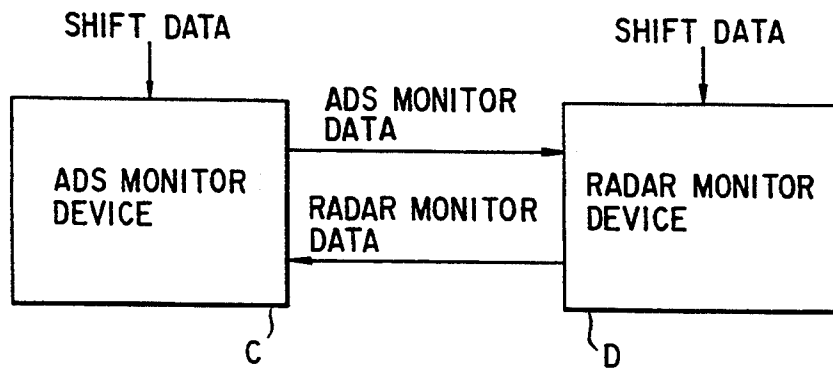 SHIFT DATA
SHIFT DATA
ADS MONITOR
DATA
ADS MONITOR
DEVICE
RADAR MONITOR
DATA
RADAR MONITOR
DEVICE
C
D